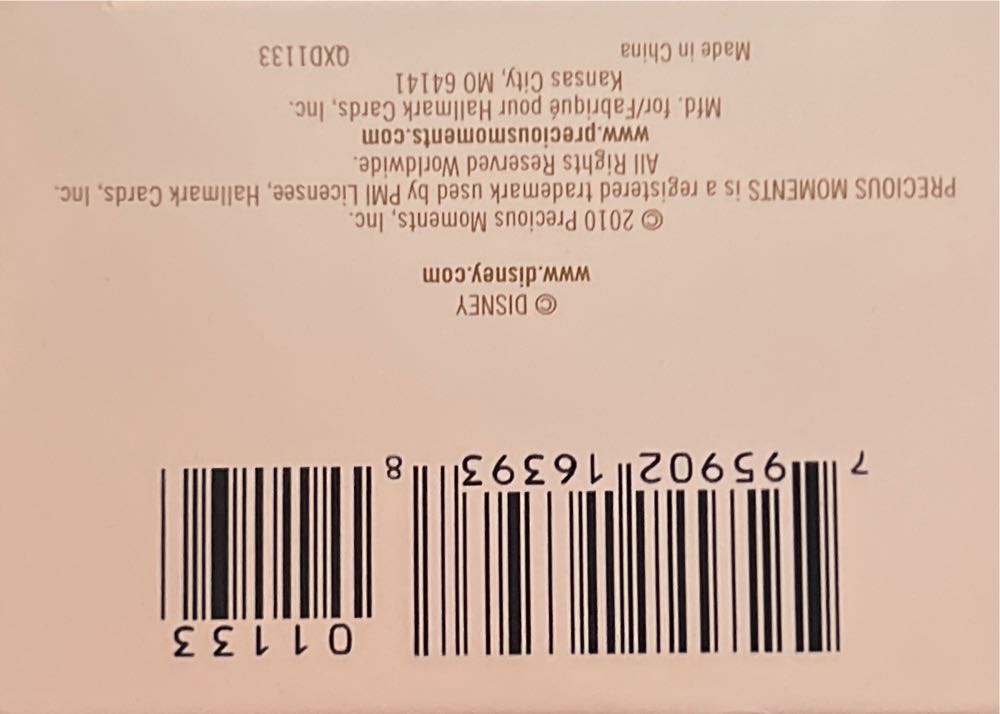 7 95902 16393 8
01133
© DISNEY
www.disney.com
© 2010 Precious Moments, Inc.
PRECIOUS MOMENTS is a registered trademark used by PMI Licensee, Hallmark Cards, Inc.
All Rights Reserved Worldwide.
www.preciousmoments.com
Mfd. for/Fabriqué pour Hallmark Cards, Inc.
Kansas City, MO 64141
Made in China QXD1133